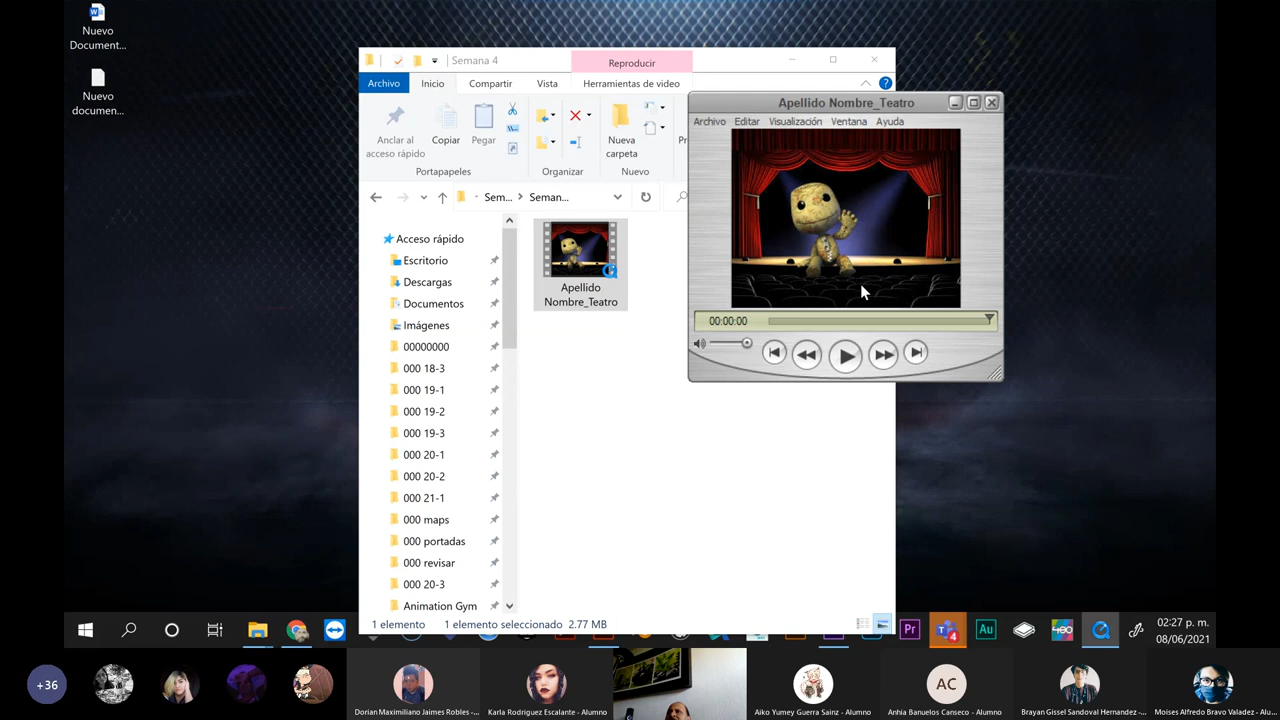 Nuevo
Document...
Nuevo
documen...
Semana 4
Reproducir
Archivo
Inicio
Compartir
Vista
Herramientas de video
Anclar al
acceso rápido
Copiar
Pegar
Nueva
carpeta
Portapapeles
Organizar
Nuevo
Sem...
Seman...
Acceso rápido
Escritorio
Descargas
Documentos
Imágenes
00000000
000 18-3
000 19-1
000 19-2
000 19-3
000 20-1
000 20-2
000 21-1
000 maps
000 portadas
000 revisar
000 20-3
Animation Gym
Apellido
Nombre_Teatro
1 elemento
1 elemento seleccionado 2.77 MB
Apellido Nombre_Teatro
Archivo
Editar
Visualización
Ventana
Ayuda
00:00:00
Pr
4
Au
02:27 p. m.
08/06/2021
+36
Dorian Maximiliano Jaimes Robles -...
Karla Rodriguez Escalante - Alumno
Aiko Yumey Guerra Sainz - Alumno
AC
Anhia Banuelos Canseco - Alumno
Brayan Gissel Sandoval Hernandez -...
Moises Alfredo Bravo Valadez - Alu...